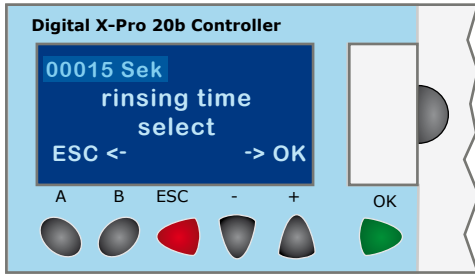 Digital X-Pro 20b Controller
00015 Sek
rinsing time
select
ESC <- -> OK
A B ESC - + OK